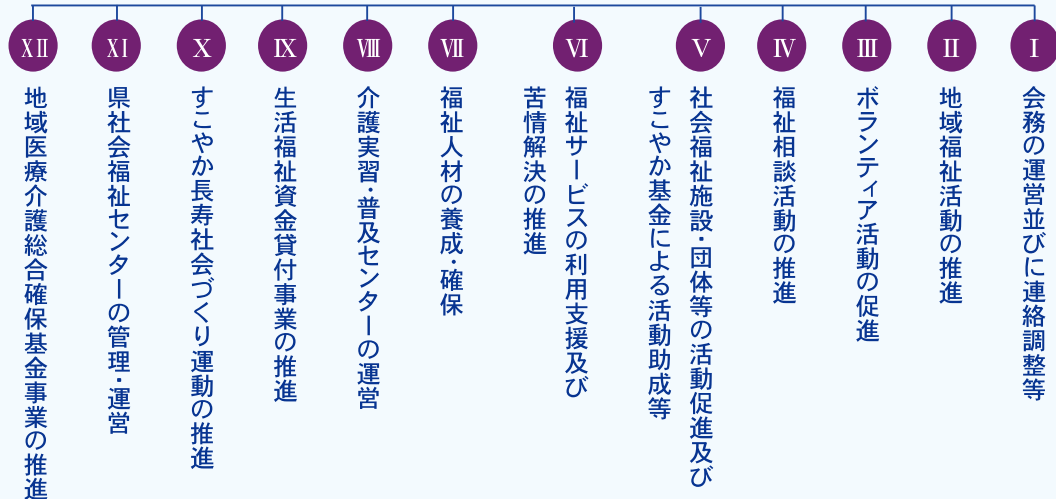 Ⅰ
会務の運営並びに連絡調整等
Ⅱ
地域福祉活動の推進
Ⅲ
ボランティア活動の促進
Ⅳ
福祉相談活動の推進
Ⅴ
社会福祉施設・団体等の活動促進及び
すこやか基金による活動助成等
Ⅵ
福祉サービスの利用支援及び
苦情解決の推進
Ⅶ
福祉人材の養成・確保
Ⅷ
介護実習・普及センターの運営
Ⅸ
生活福祉資金貸付事業の推進
Ⅹ
すこやか長寿社会づくり運動の推進
ⅩⅠ
県社会福祉センターの管理・運営
ⅩⅡ
地域医療介護総合確保基金事業の推進